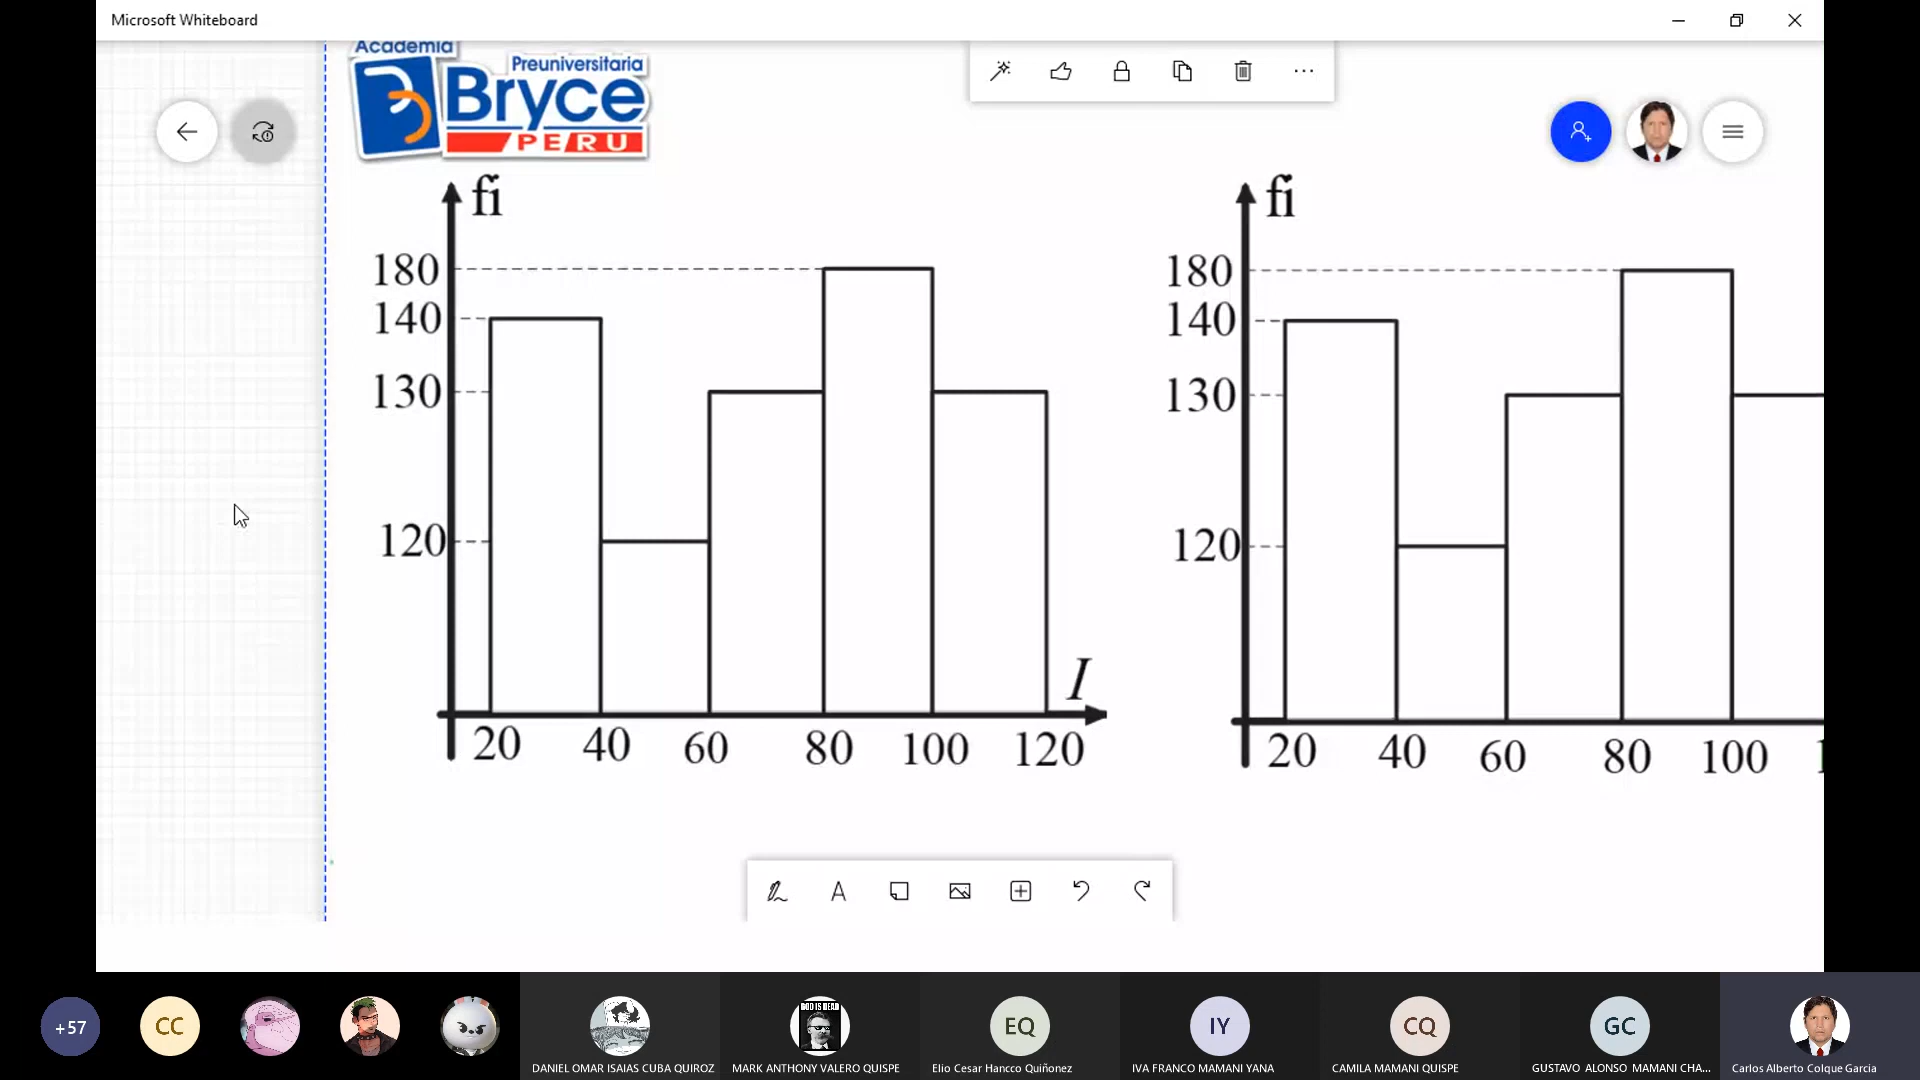 Microsoft Whiteboard
Academia
Preuniversitaria
Bryce
PERU
fi
180
140
130
120
I
20 40 60 80 100 120
fi
180
140
130
120
20 40 60 80 100
+57
CC
GOD IS DEAD
EQ
IY
CQ
GC
DANIEL OMAR ISAIAS CUBA QUIROZ
MARK ANTHONY VALERO QUISPE
Elio Cesar Hancco Quiñonez
IVA FRANCO MAMANI YANA
CAMILA MAMANI QUISPE
GUSTAVO ALONSO MAMANI CHA...
Carlos Alberto Colque Garcia